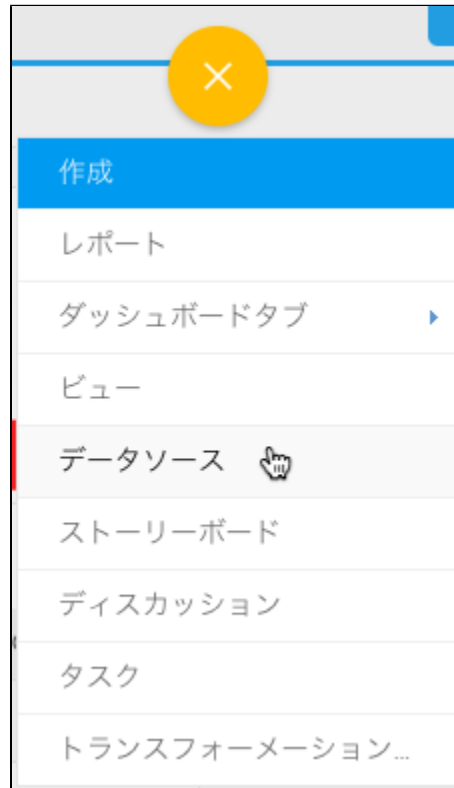 作成
レポート
ダッシュボードタブ
ビュー
データソース
ストーリーボード
ディスカッション
タスク
トランスフォーメーション...